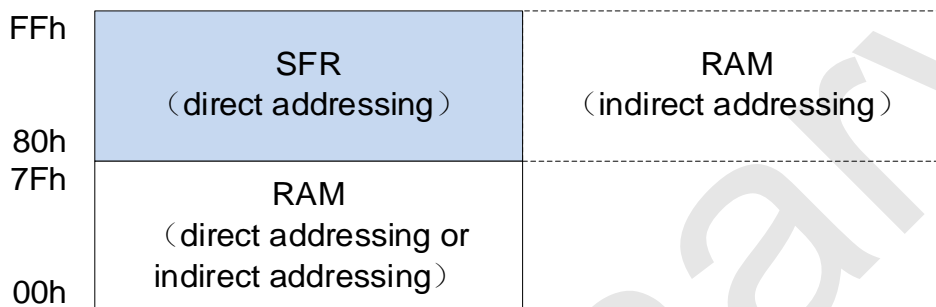 FFh
SFR
（direct addressing）
RAM
（indirect addressing）
80h
7Fh
RAM
（direct addressing or
indirect addressing）
00h